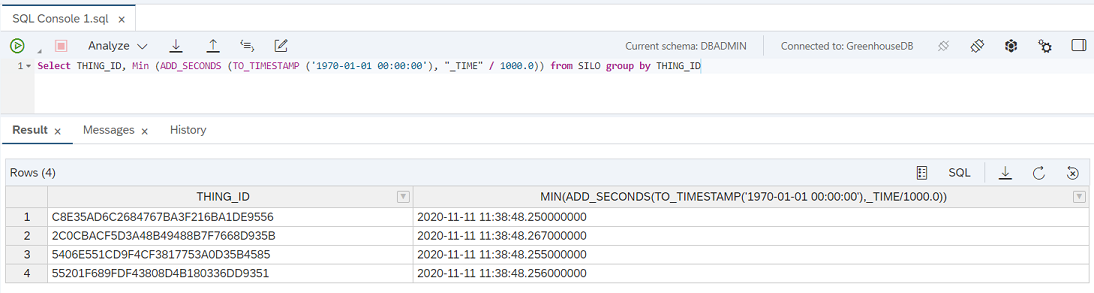 SQL Console 1.sql ×
Analyze Current schema: DBADMIN Connected to: GreenhouseDB
1 Select THING_ID, Min (ADD_SECONDS (TO_TIMESTAMP ('1970-01-01 00:00:00'), "_TIME" / 1000.0)) from SILO group by THING_ID
Result × Messages × History
Rows (4) SQL
THING_ID MIN(ADD_SECONDS(TO_TIMESTAMP('1970-01-01 00:00:00'),_TIME/1000.0))
1 C8E35AD6C2684767BA3F216BA1DE9556 2020-11-11 11:38:48.250000000
2 2C0CBACF5D3A48B49488B7F7668D935B 2020-11-11 11:38:48.267000000
3 5406E551CD9F4CF3817753A0D35B4585 2020-11-11 11:38:48.255000000
4 55201F689FDF43808D4B180336DD9351 2020-11-11 11:38:48.256000000